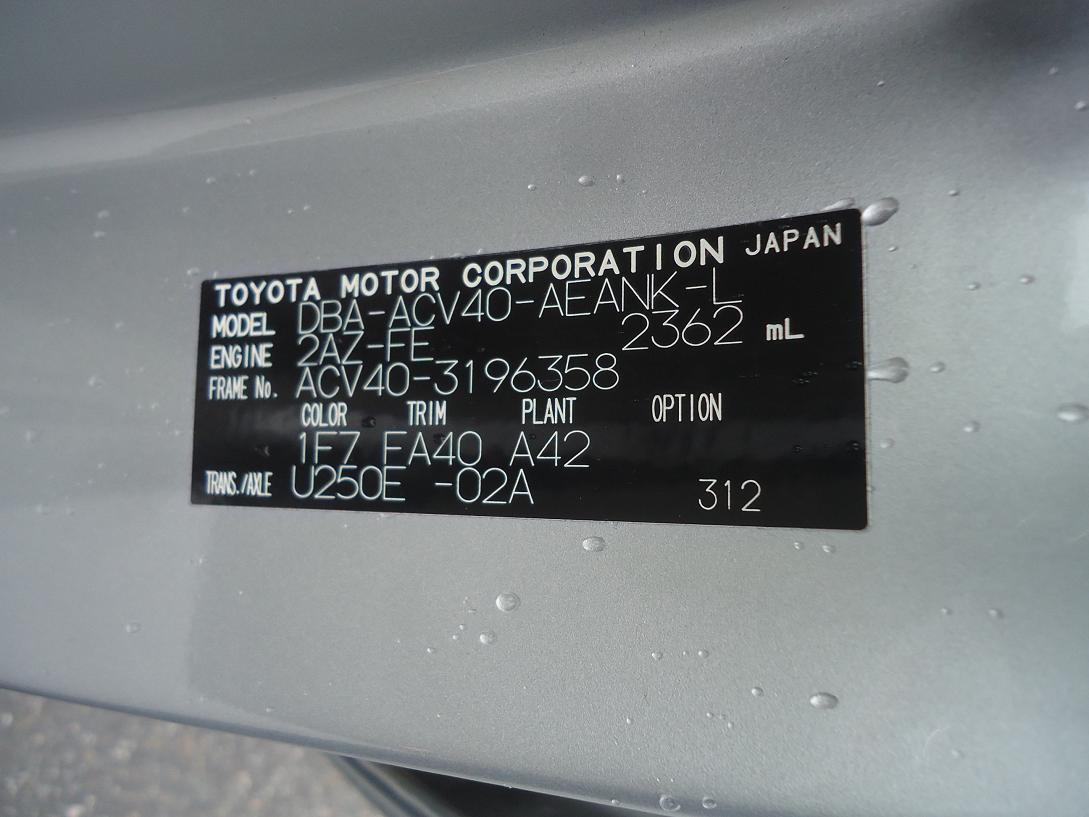 TOYOTA MOTOR CORPORATION JAPAN
MODEL DBA-ACV40-AEANK-L
ENGINE 2AZ-FE 2362 mL
FRAME No. ACV40-3196358
COLOR TRIM PLANT OPTION
1F7 FA40 A42
TRANS./AXLE U250E -02A 312